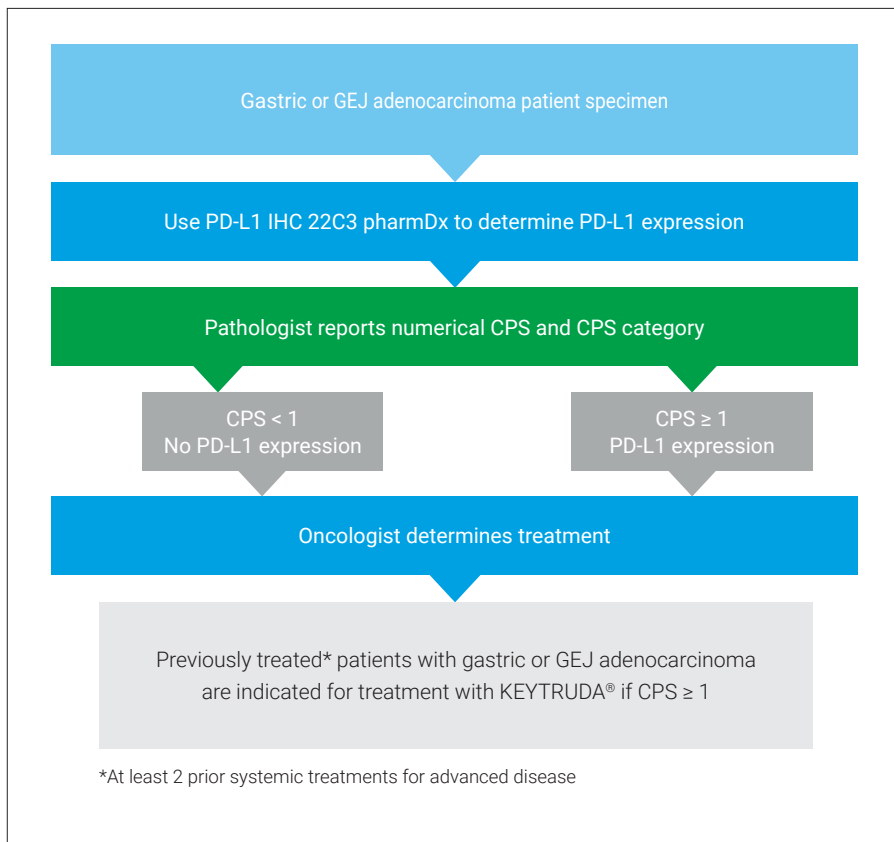 Gastric or GEJ adenocarcinoma patient specimen
Use PD-L1 IHC 22C3 pharmDx to determine PD-L1 expression
Pathologist reports numerical CPS and CPS category
CPS < 1
No PD-L1 expression
CPS ≥ 1
PD-L1 expression
Oncologist determines treatment
Previously treated* patients with gastric or GEJ adenocarcinoma
are indicated for treatment with KEYTRUDA® if CPS ≥ 1
*At least 2 prior systemic treatments for advanced disease